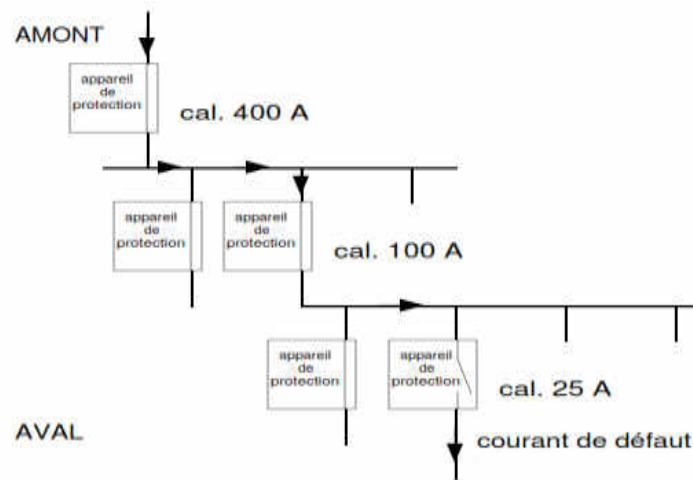 AMONT
appareil
de
protection
cal. 400 A
appareil
de
protection
appareil
de
protection
cal. 100 A
appareil
de
protection
appareil
de
protection
cal. 25 A
AVAL
courant de défaut